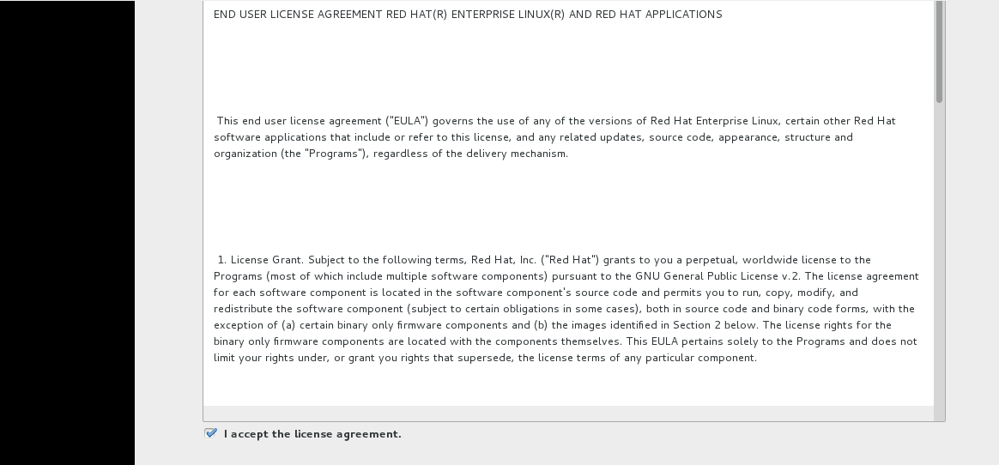 END USER LICENSE AGREEMENT RED HAT(R) ENTERPRISE LINUX(R) AND RED HAT APPLICATIONS
This end user license agreement ("EULA") governs the use of any of the versions of Red Hat Enterprise Linux, certain other Red Hat
software applications that include or refer to this license, and any related updates, source code, appearance, structure and
organization (the "Programs"), regardless of the delivery mechanism.
1. License Grant. Subject to the following terms, Red Hat, Inc. ("Red Hat") grants to you a perpetual, worldwide license to the
Programs (most of which include multiple software components) pursuant to the GNU General Public License v.2. The license agreement
for each software component is located in the software component's source code and permits you to run, copy, modify, and
redistribute the software component (subject to certain obligations in some cases), both in source code and binary code forms, with the
exception of (a) certain binary only firmware components and (b) the images identified in Section 2 below. The license rights for the
binary only firmware components are located with the components themselves. This EULA pertains solely to the Programs and does not
limit your rights under, or grant you rights that supersede, the license terms of any particular component.
I accept the license agreement.